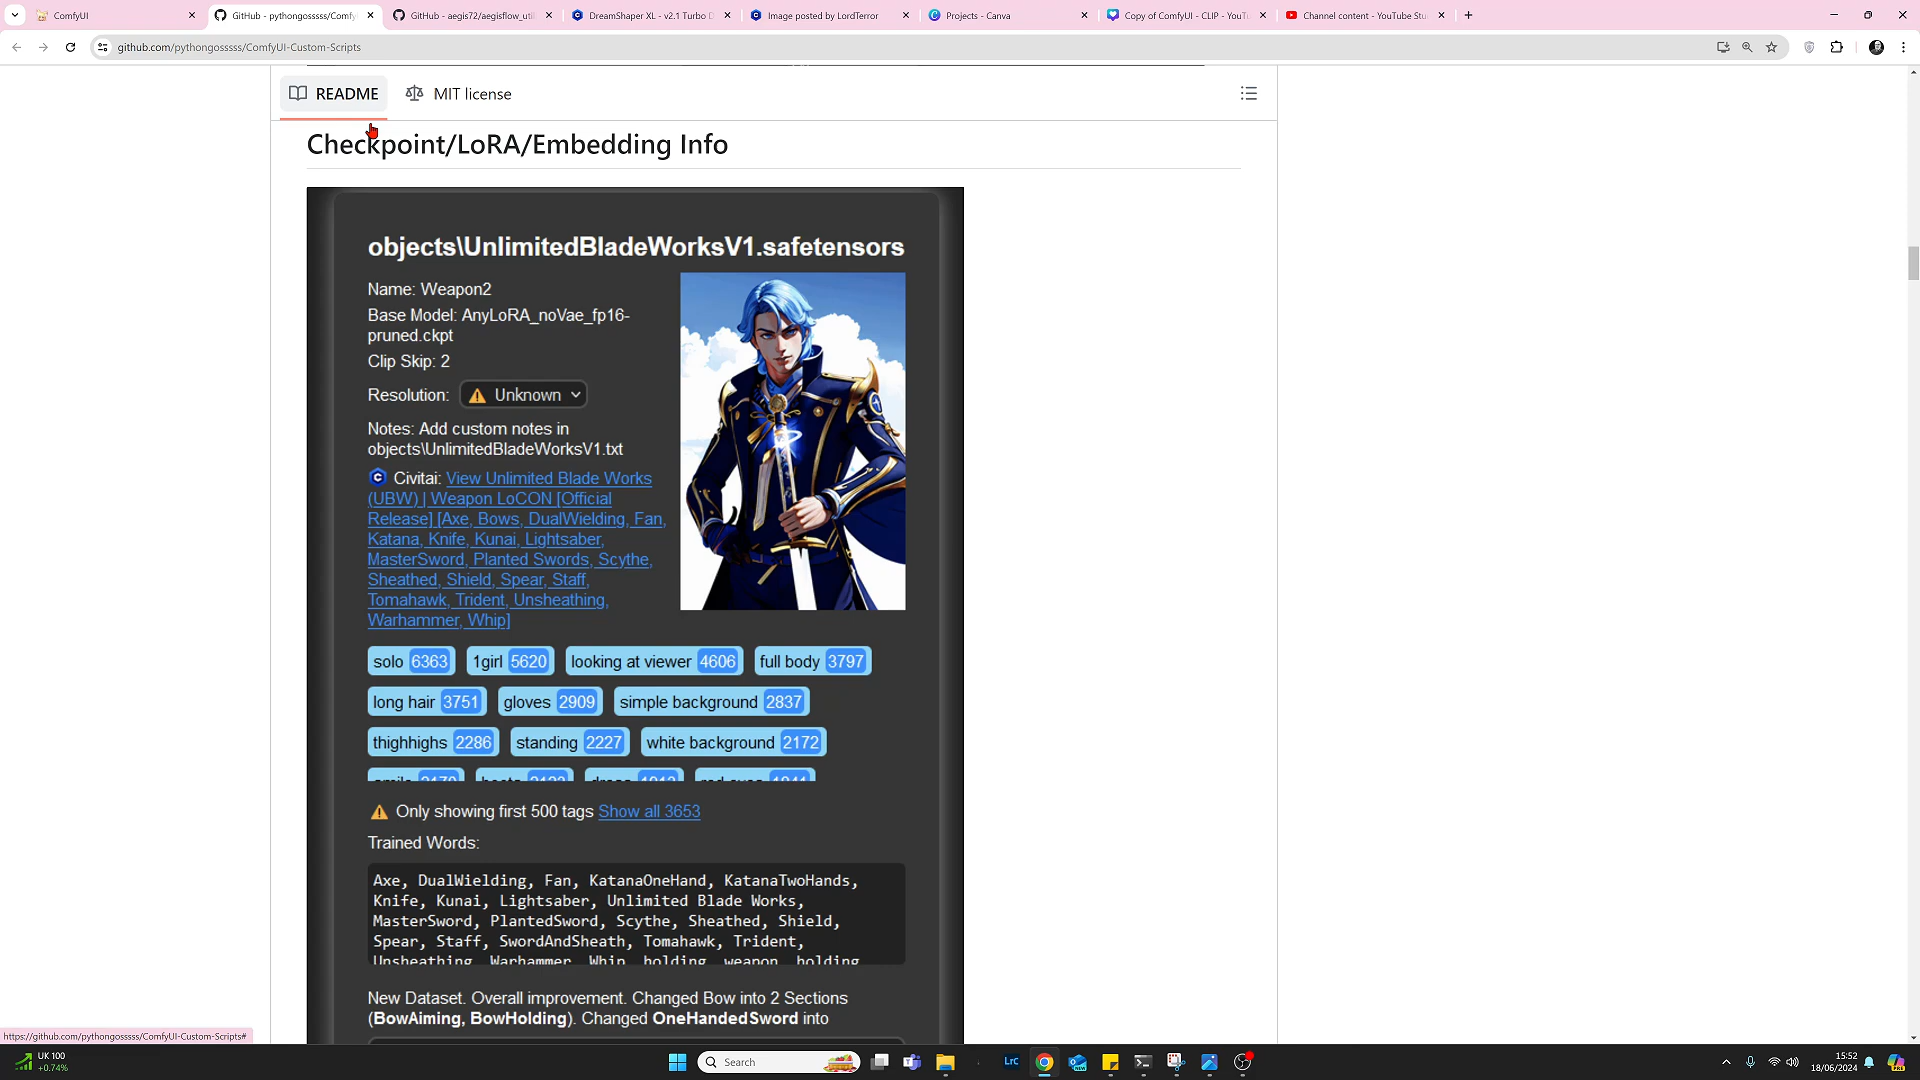 ComfyUI
GitHub - pythongosssss/Comfy
GitHub - aegis72/aegisflow_uti
DreamShaper XL - v2.1 Turbo D
Image posted by LordTerror
Projects - Canva
Copy of ComfyUI - CLIP - YouTu
Channel content - YouTube Stu
github.com/pythongosssss/ComfyUI-Custom-Scripts
README
MIT license
Checkpoint/LoRA/Embedding Info
objects\UnlimitedBladeWorksV1.safetensors
Name: Weapon2
Base Model: AnyLoRA_noVae_fp16-
pruned.ckpt
Clip Skip: 2
Resolution: Unknown
Notes: Add custom notes in
objects\UnlimitedBladeWorksV1.txt
Civitai: View Unlimited Blade Works
(UBW) | Weapon LoCON [Official
Release] [Axe, Bows, DualWielding, Fan,
Katana, Knife, Kunai, Lightsaber,
MasterSword, Planted Swords, Scythe,
Sheathed, Shield, Spear, Staff,
Tomahawk, Trident, Unsheathing,
Warhammer, Whip]
solo 6363 1girl 5620 looking at viewer 4606 full body 3797
long hair 3751 gloves 2909 simple background 2837
thighhighs 2286 standing 2227 white background 2172
Only showing first 500 tags Show all 3653
Trained Words:
Axe, DualWielding, Fan, KatanaOneHand, KatanaTwoHands,
Knife, Kunai, Lightsaber, Unlimited Blade Works,
MasterSword, PlantedSword, Scythe, Sheathed, Shield,
Spear, Staff, SwordAndSheath, Tomahawk, Trident,
Unsheathing, Warhammer, Whip, holding, weapon, holding
New Dataset. Overall improvement. Changed Bow into 2 Sections
(BowAiming, BowHolding). Changed OneHandedSword into
https://github.com/pythongosssss/ComfyUI-Custom-Scripts#
UK 100
+0.74%
Search
LrC
15:52
18/06/2024